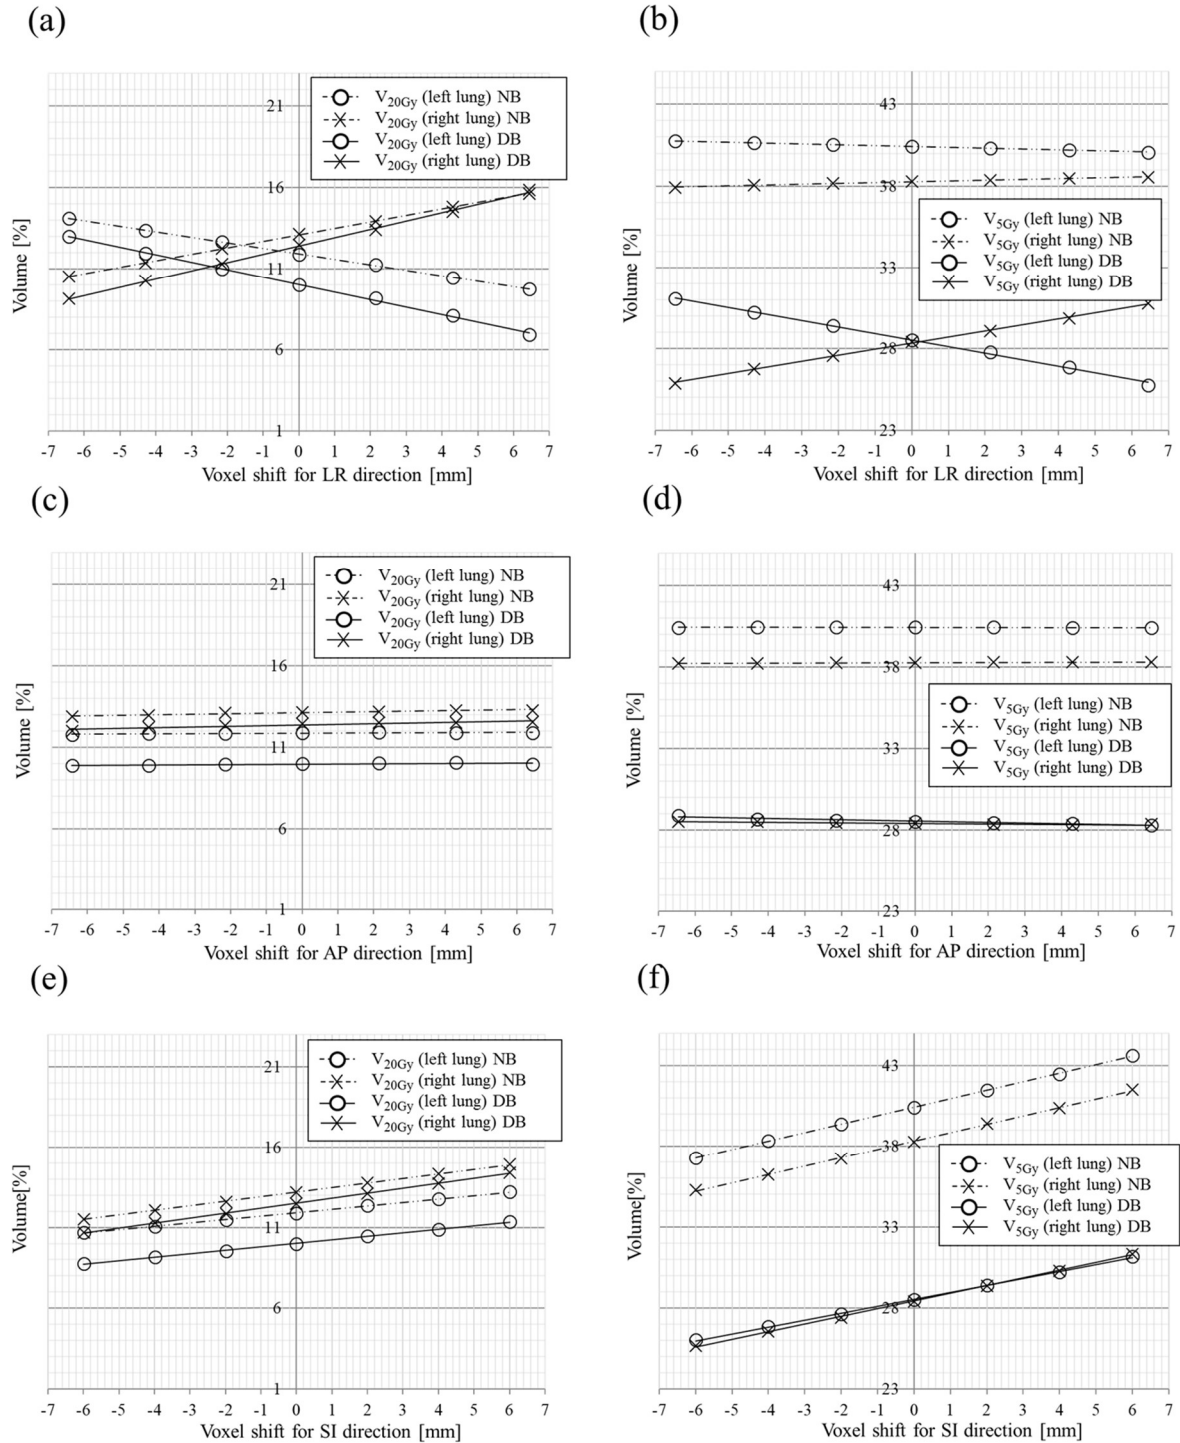 (a)
21
16
11
6
1
Volume [%]
V20Gy (left lung) NB
V20Gy (right lung) NB
V20Gy (left lung) DB
V20Gy (right lung) DB
-7 -6 -5 -4 -3 -2 -1 0 1 2 3 4 5 6 7
Voxel shift for LR direction [mm]
(b)
43
38
33
28
23
Volume [%]
V5Gy (left lung) NB
V5Gy (right lung) NB
V5Gy (left lung) DB
V5Gy (right lung) DB
-7 -6 -5 -4 -3 -2 -1 0 1 2 3 4 5 6 7
Voxel shift for LR direction [mm]
(c)
21
16
11
6
1
Volume [%]
V20Gy (left lung) NB
V20Gy (right lung) NB
V20Gy (left lung) DB
V20Gy (right lung) DB
-7 -6 -5 -4 -3 -2 -1 0 1 2 3 4 5 6 7
Voxel shift for AP direction [mm]
(d)
43
38
33
28
23
Volume [%]
V5Gy (left lung) NB
V5Gy (right lung) NB
V5Gy (left lung) DB
V5Gy (right lung) DB
-7 -6 -5 -4 -3 -2 -1 0 1 2 3 4 5 6 7
Voxel shift for AP direction [mm]
(e)
21
16
11
6
1
Volume[%]
V20Gy (left lung) NB
V20Gy (right lung) NB
V20Gy (left lung) DB
V20Gy (right lung) DB
-7 -6 -5 -4 -3 -2 -1 0 1 2 3 4 5 6 7
Voxel shift for SI direction [mm]
(f)
43
38
33
28
23
Volume[%]
V5Gy (left lung) NB
V5Gy (right lung) NB
V5Gy (left lung) DB
V5Gy (right lung) DB
-7 -6 -5 -4 -3 -2 -1 0 1 2 3 4 5 6 7
Voxel shift for SI direction [mm]